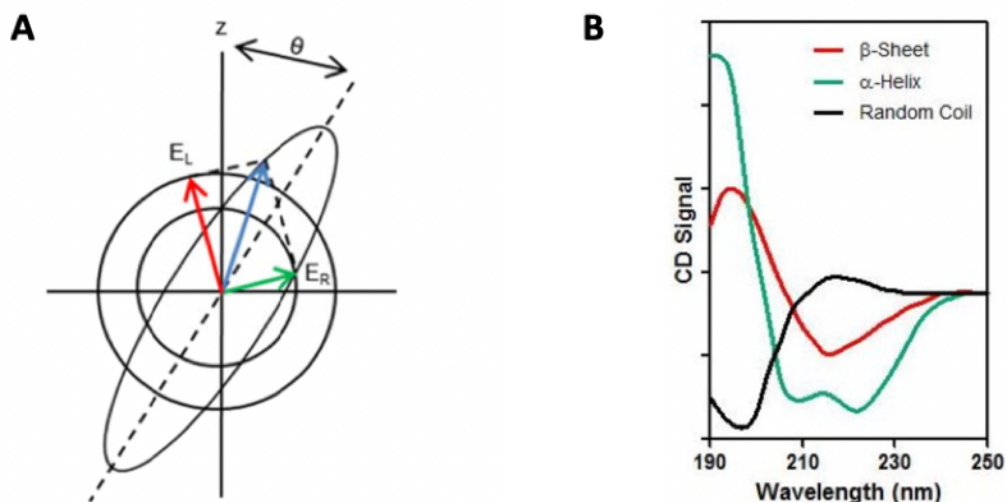 A
z
θ
E_L
E_R
B
β-Sheet
α-Helix
Random Coil
CD Signal
190 210 230 250
Wavelength (nm)